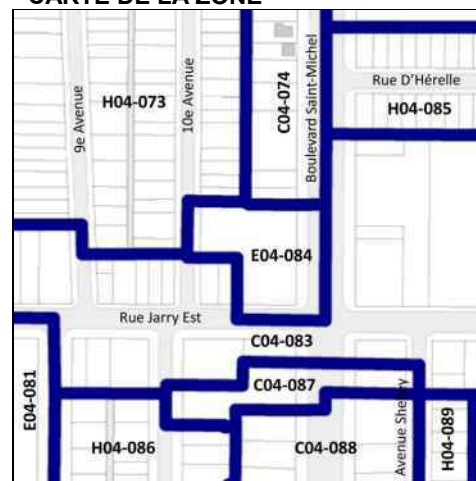 CARTE DE LA ZONE
9e Avenue
H04-073
10e Avenue
C04-074
Boulevard Saint-Michel
Rue D'Hérelle
H04-085
E04-084
Rue Jarry Est
C04-083
E04-081
C04-087
H04-086
C04-088
Avenue Shelley
H04-089